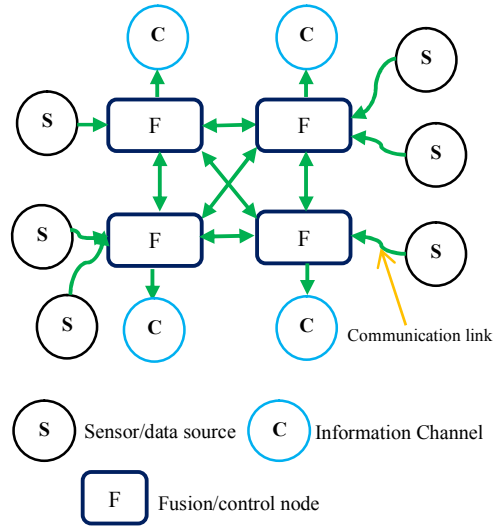 C
C
S
S
F
F
S
S
F
F
S
S
C
C
Communication link
S
Sensor/data source
C
Information Channel
F
Fusion/control node